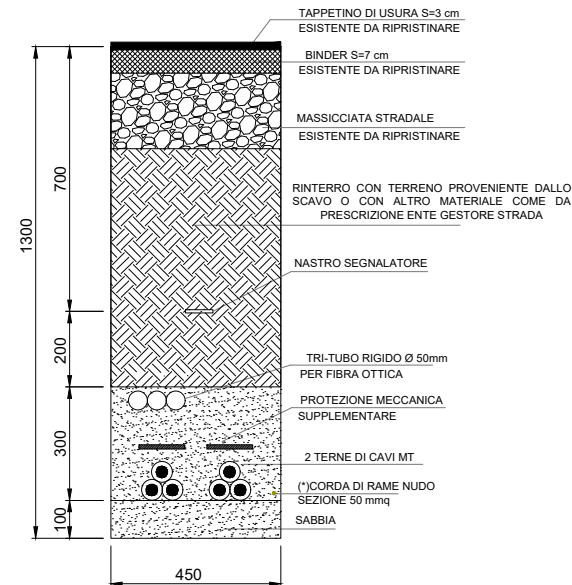 TAPPETINO DI USURA S=3 cm
ESISTENTE DA RIPRISTINARE
BINDER S=7 cm
ESISTENTE DA RIPRISTINARE
MASSICCIATA STRADALE
ESISTENTE DA RIPRISTINARE
700
1300
RINTERRO CON TERRENO PROVENIENTE DALLO
SCAVO O CON ALTRO MATERIALE COME DA
PRESCRIZIONE ENTE GESTORE STRADA
NASTRO SEGNALATORE
200
TRI-TUBO RIGIDO Ø 50mm
PER FIBRA OTTICA
PROTEZIONE MECCANICA
SUPPLEMENTARE
300
2 TERNE DI CAVI MT
(*)CORDA DI RAME NUDO
SEZIONE 50 mmq
100
SABBIA
450